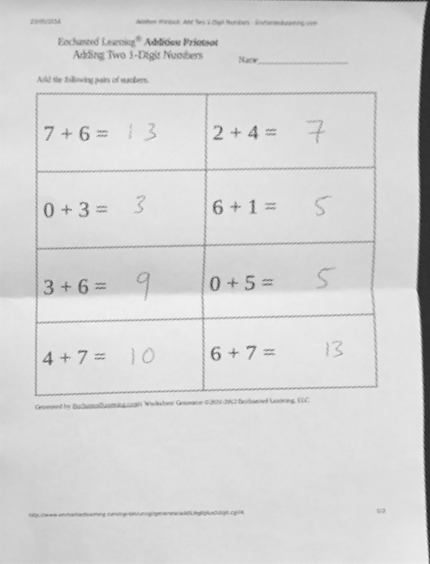 23/05/2014 Addition Printout: Add Two 1-Digit Numbers - EnchantedLearning.com
Enchanted Learning® Addition Printout
Adding Two 1-Digit Numbers
Name
Add the following pairs of numbers.
7 + 6 = 13 2 + 4 = 7
0 + 3 = 3 6 + 1 = 5
3 + 6 = 9 0 + 5 = 5
4 + 7 = 10 6 + 7 = 13
Generated by EnchantedLearning.com's Worksheet Generator ©2001-2012 Enchanted Learning, LLC.